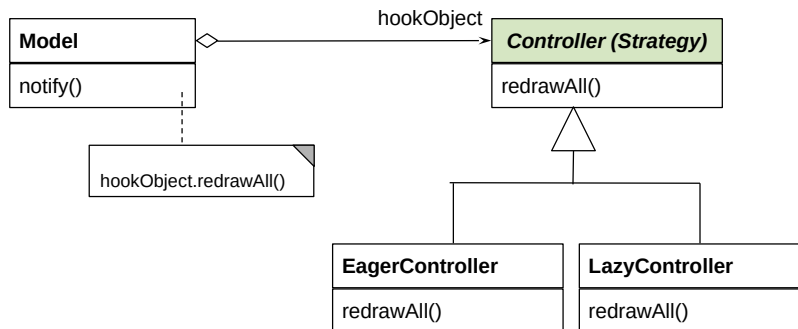 hookObject
Model
Controller (Strategy)
notify()
redrawAll()
hookObject.redrawAll()
EagerController
LazyController
redrawAll()
redrawAll()